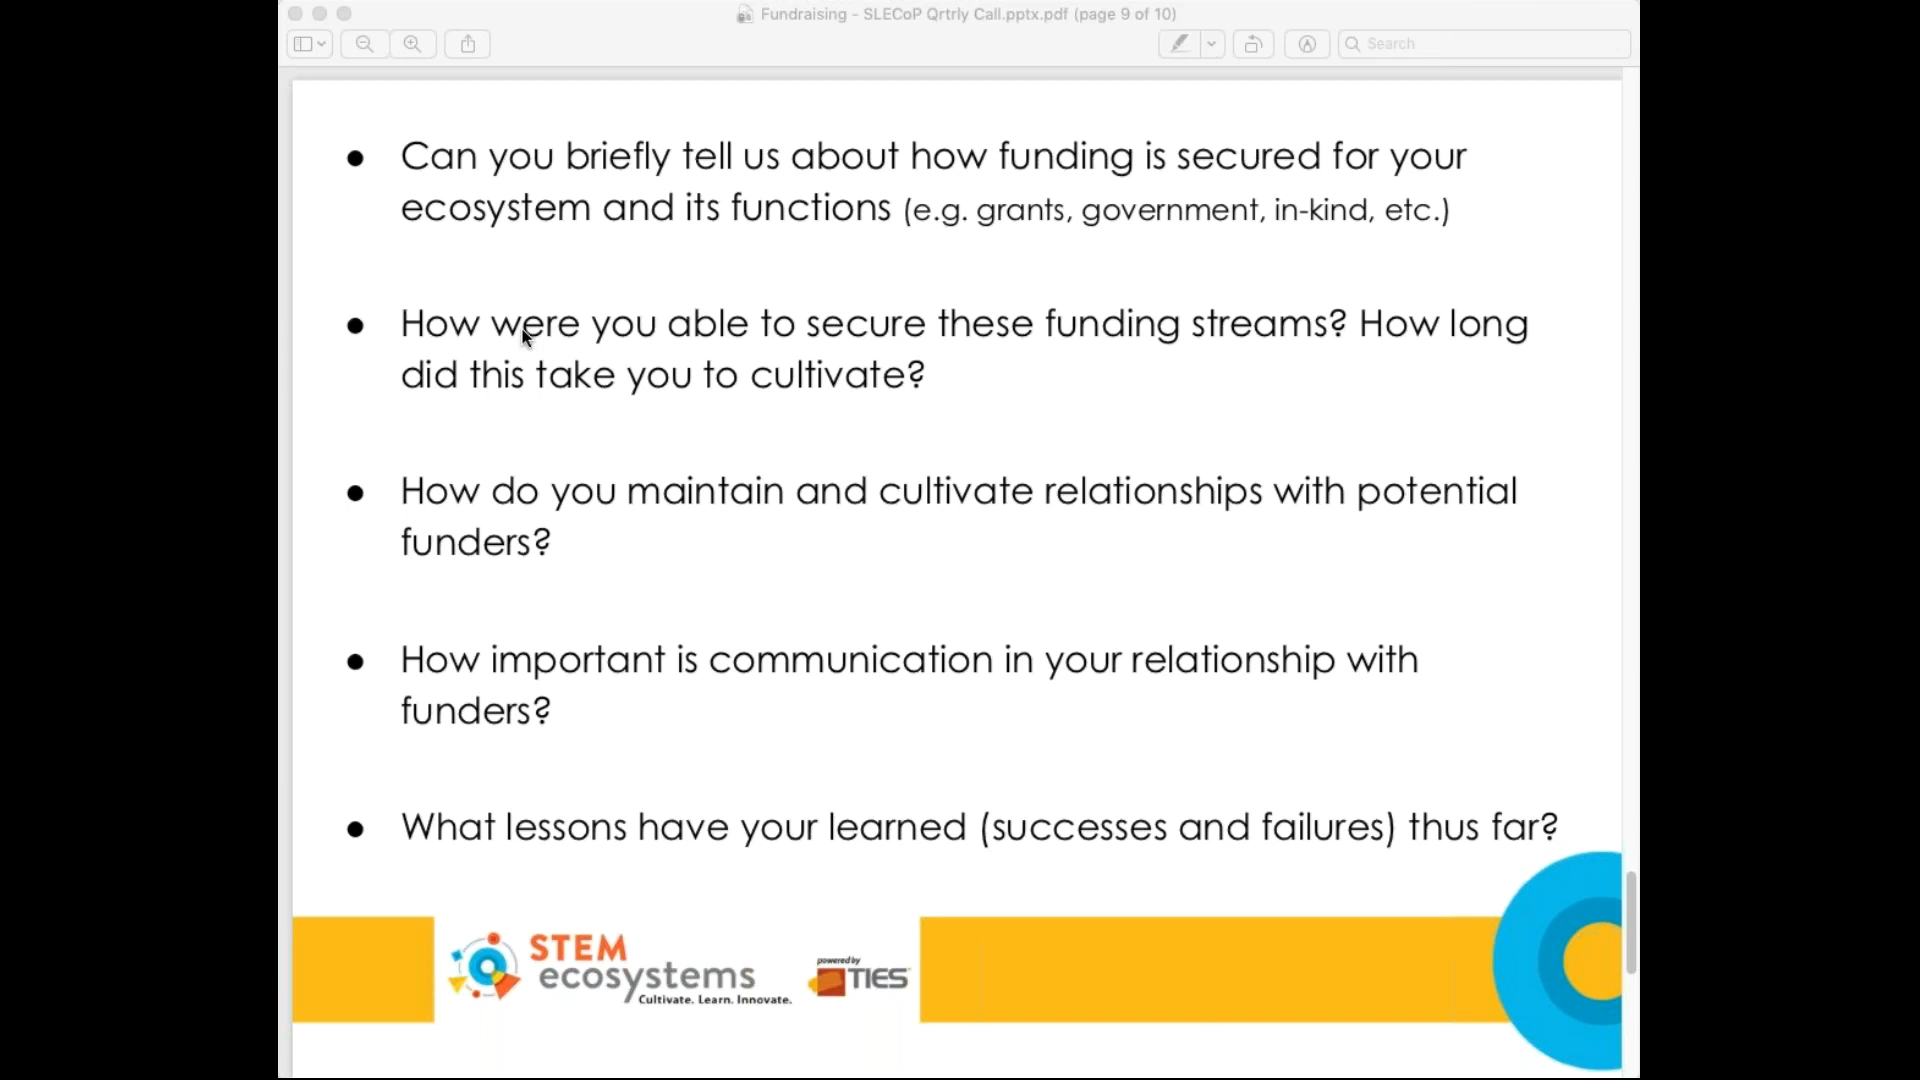 Fundraising - SLECoP Qrtrly Call.pptx.pdf (page 9 of 10)
Search
● Can you briefly tell us about how funding is secured for your
ecosystem and its functions (e.g. grants, government, in-kind, etc.)
● How were you able to secure these funding streams? How long
did this take you to cultivate?
● How do you maintain and cultivate relationships with potential
funders?
● How important is communication in your relationship with
funders?
● What lessons have your learned (successes and failures) thus far?
STEM
ecosystems
Cultivate. Learn. Innovate.
powered by
TIES